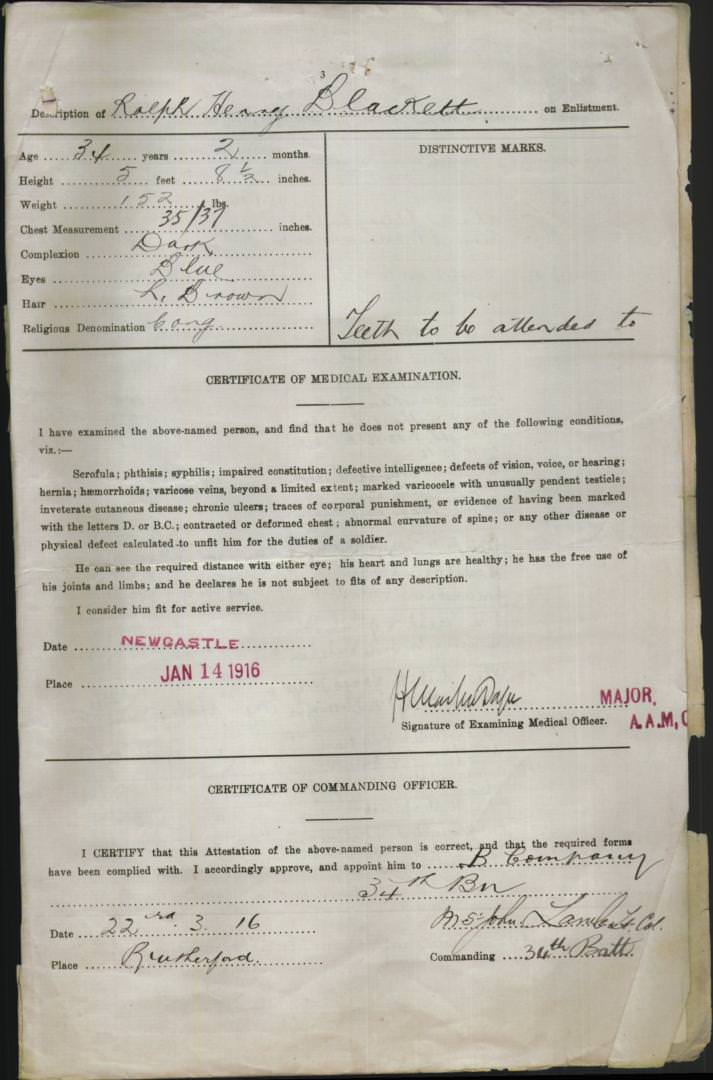 3
Description of Ralph Henry Blackett on Enlistment.
Age 34 years 2 months.
Height 5 feet 8 1/2 inches.
Weight 152 lbs.
Chest Measurement 35/37 inches.
Complexion Dark
Eyes Blue
Hair L. Brown
Religious Denomination Cong
DISTINCTIVE MARKS.
Teeth to be attended to
CERTIFICATE OF MEDICAL EXAMINATION.
I have examined the above-named person, and find that he does not present any of the following conditions,
viz.:—
Scrofula; phthisis; syphilis; impaired constitution; defective intelligence; defects of vision, voice, or hearing;
hernia; hæmorrhoids; varicose veins, beyond a limited extent; marked varicocele with unusually pendent testicle;
inveterate cutaneous disease; chronic ulcers; traces of corporal punishment, or evidence of having been marked
with the letters D. or B.C.; contracted or deformed chest; abnormal curvature of spine; or any other disease or
physical defect calculated to unfit him for the duties of a soldier.
He can see the required distance with either eye; his heart and lungs are healthy; he has the free use of
his joints and limbs; and he declares he is not subject to fits of any description.
I consider him fit for active service.
Date NEWCASTLE
Place JAN 14 1916
MAJOR,
Signature of Examining Medical Officer. A.A.M,C
CERTIFICATE OF COMMANDING OFFICER.
I CERTIFY that this Attestation of the above-named person is correct, and that the required forms
have been complied with. I accordingly approve, and appoint him to B Company
34th Bn
Date 22nd. 3. 16 John Lamb Lt Col.
Place Rutherford. Commanding 34th Batt.